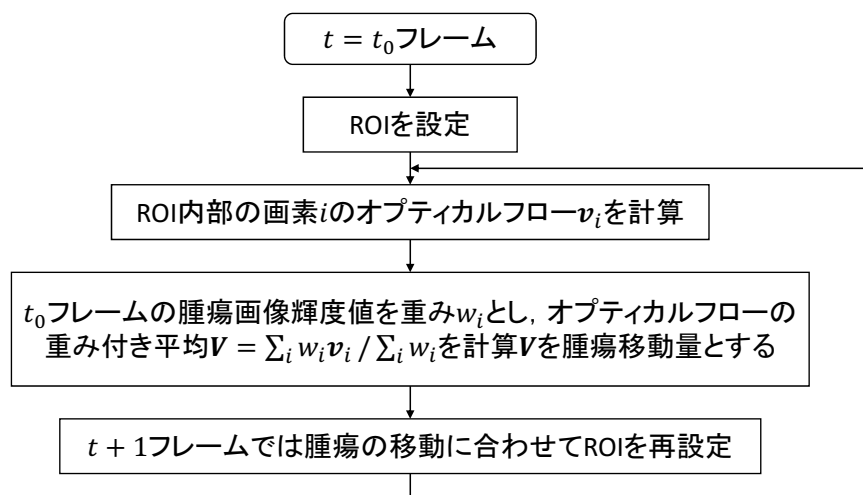 t = t₀フレーム
ROIを設定
ROI内部の画素iのオプティカルフローvᵢを計算
t₀フレームの腫瘍画像輝度値を重みwᵢとし，オプティカルフローの
重み付き平均V = ∑ᵢ wᵢvᵢ / ∑ᵢ wᵢを計算Vを腫瘍移動量とする
t + 1フレームでは腫瘍の移動に合わせてROIを再設定